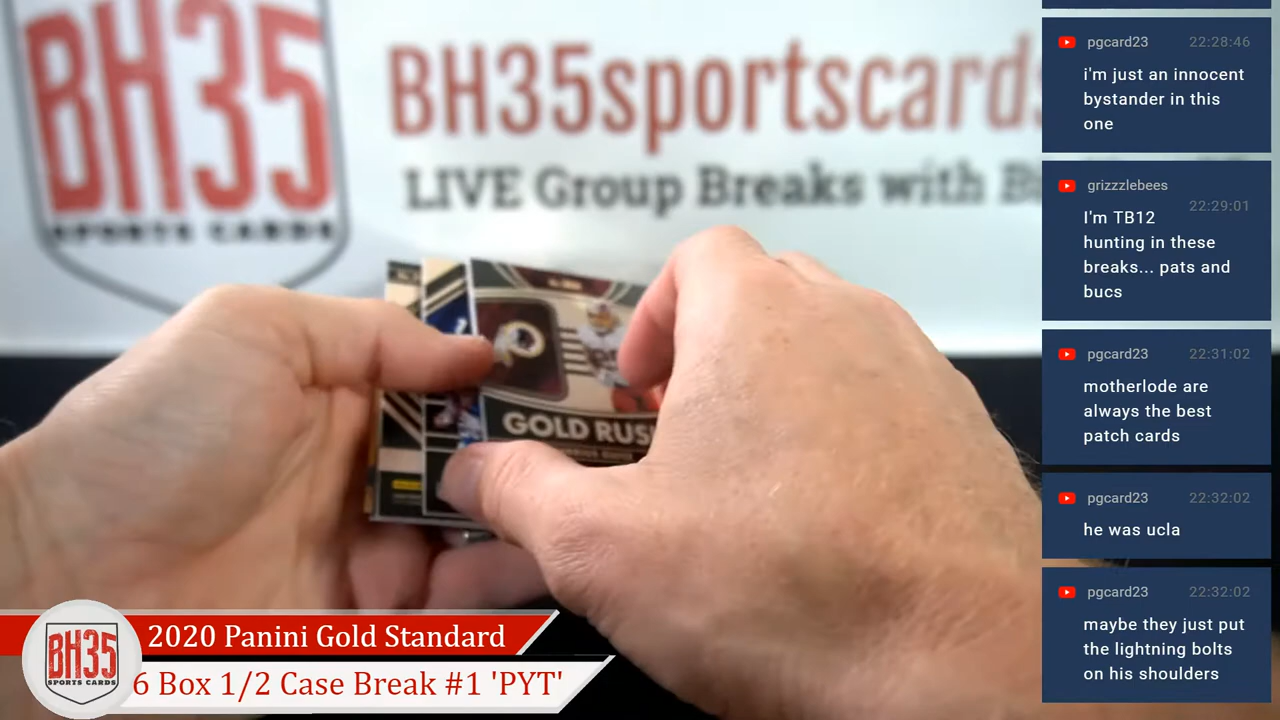 BH35
SPORTS CARDS
BH35sportscards
LIVE Group Breaks with
GOLD RUS
2020 Panini Gold Standard
6 Box 1/2 Case Break #1 'PYT'
BH35
SPORTS CARDS
pgcard23 22:28:46
i'm just an innocent
bystander in this
one
grizzzlebees
22:29:01
I'm TB12
hunting in these
breaks... pats and
bucs
pgcard23 22:31:02
motherlode are
always the best
patch cards
pgcard23 22:32:02
he was ucla
pgcard23 22:32:02
maybe they just put
the lightning bolts
on his shoulders